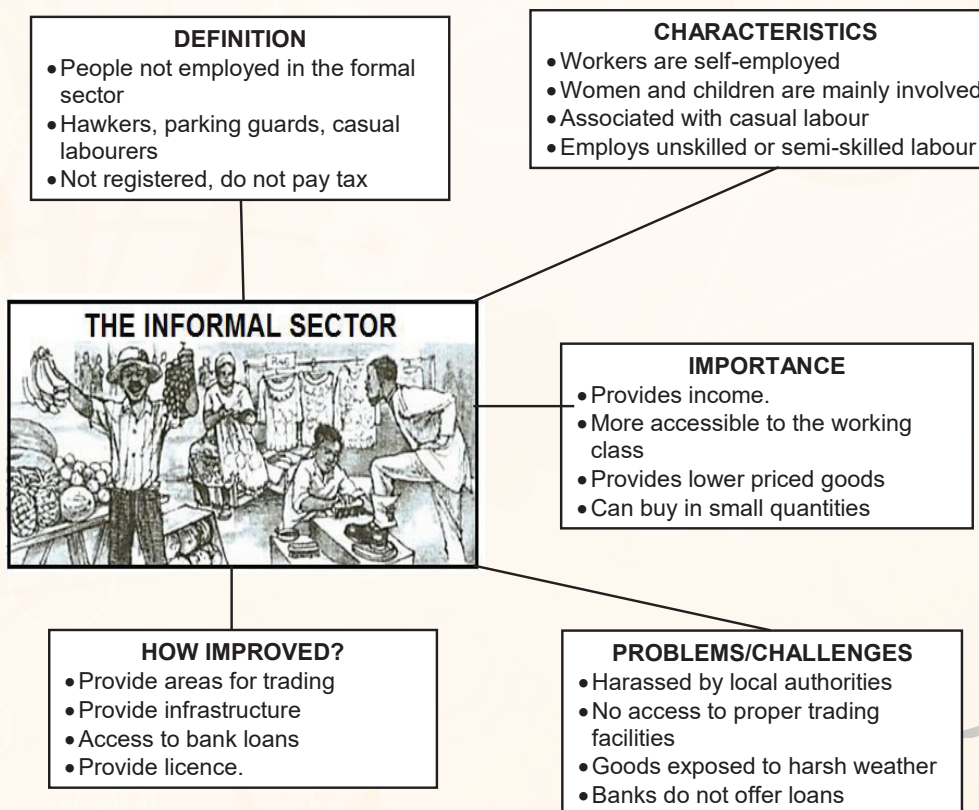 DEFINITION
•People not employed in the formal
sector
•Hawkers, parking guards, casual
labourers
•Not registered, do not pay tax
CHARACTERISTICS
•Workers are self-employed
•Women and children are mainly involved
•Associated with casual labour
•Employs unskilled or semi-skilled labour
THE INFORMAL SECTOR
IMPORTANCE
•Provides income.
•More accessible to the working
class
•Provides lower priced goods
•Can buy in small quantities
HOW IMPROVED?
•Provide areas for trading
•Provide infrastructure
•Access to bank loans
•Provide licence.
PROBLEMS/CHALLENGES
•Harassed by local authorities
•No access to proper trading
facilities
•Goods exposed to harsh weather
•Banks do not offer loans